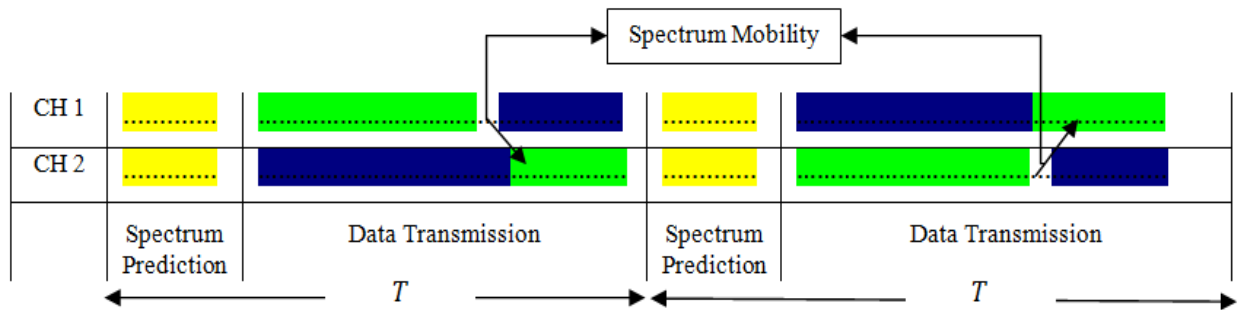 Spectrum Mobility
CH 1
CH 2
Spectrum
Prediction
Data Transmission
Spectrum
Prediction
Data Transmission
T
T